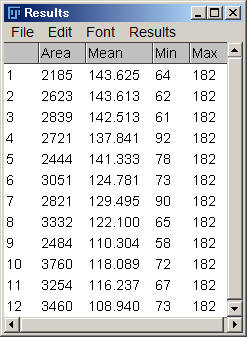 Results
File Edit Font Results
Area Mean Min Max
1 2185 143.625 64 182
2 2623 143.613 62 182
3 2839 142.513 61 182
4 2721 137.841 92 182
5 2444 141.333 78 182
6 3051 124.781 73 182
7 2821 129.495 90 182
8 3332 122.100 65 182
9 2484 110.304 58 182
10 3760 118.089 72 182
11 3254 116.237 67 182
12 3460 108.940 73 182